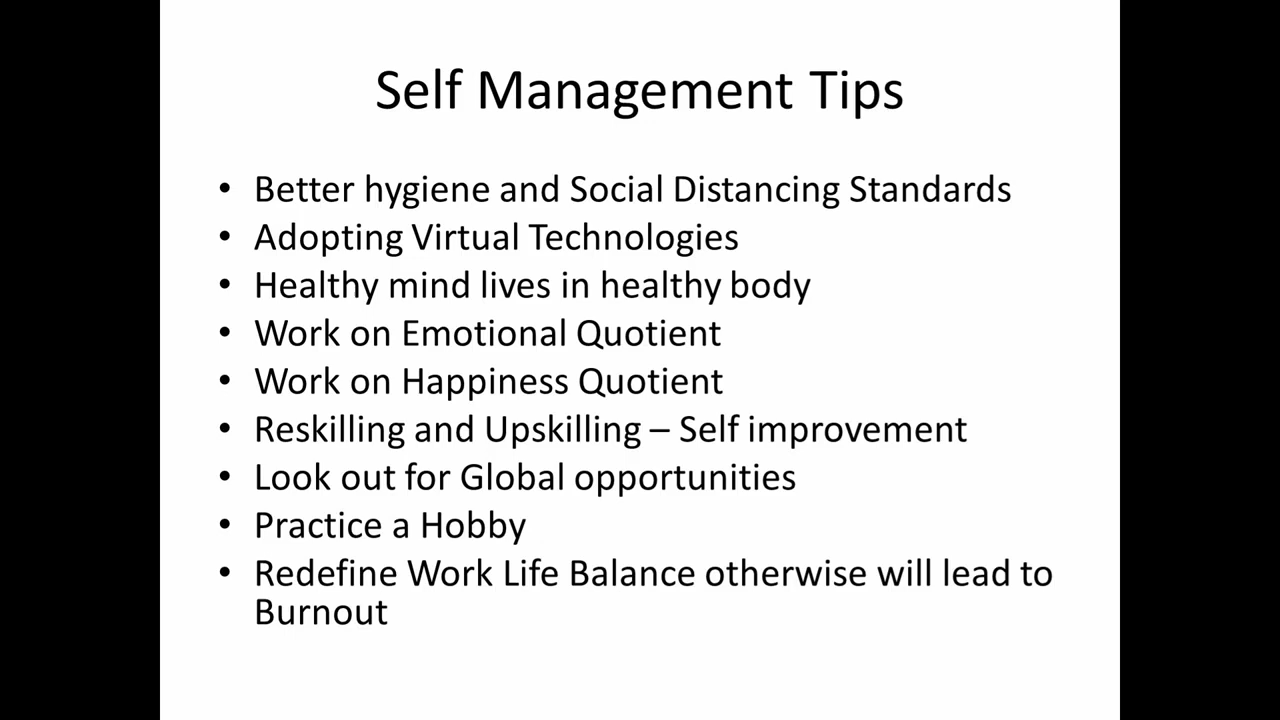 Self Management Tips
• Better hygiene and Social Distancing Standards
• Adopting Virtual Technologies
• Healthy mind lives in healthy body
• Work on Emotional Quotient
• Work on Happiness Quotient
• Reskilling and Upskilling – Self improvement
• Look out for Global opportunities
• Practice a Hobby
• Redefine Work Life Balance otherwise will lead to
Burnout